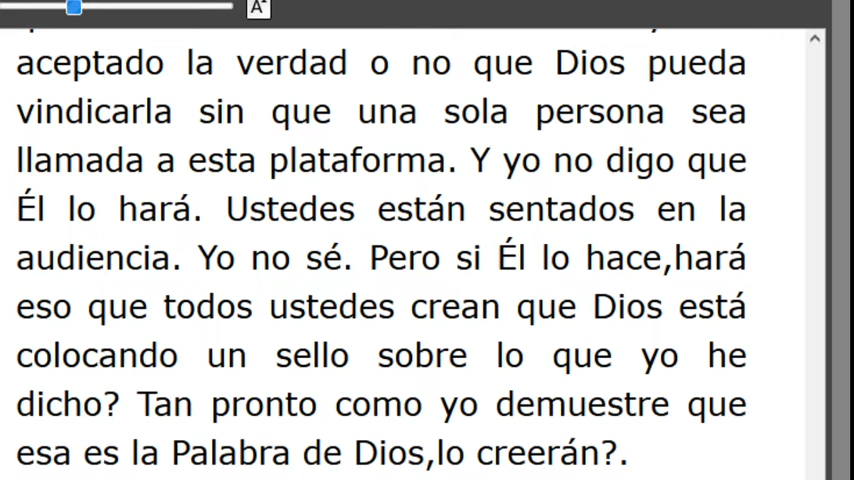 A
aceptado la verdad o no que Dios pueda
vindicarla sin que una sola persona sea
llamada a esta plataforma. Y yo no digo que
Él lo hará. Ustedes están sentados en la
audiencia. Yo no sé. Pero si Él lo hace,hará
eso que todos ustedes crean que Dios está
colocando un sello sobre lo que yo he
dicho? Tan pronto como yo demuestre que
esa es la Palabra de Dios,lo creerán?.